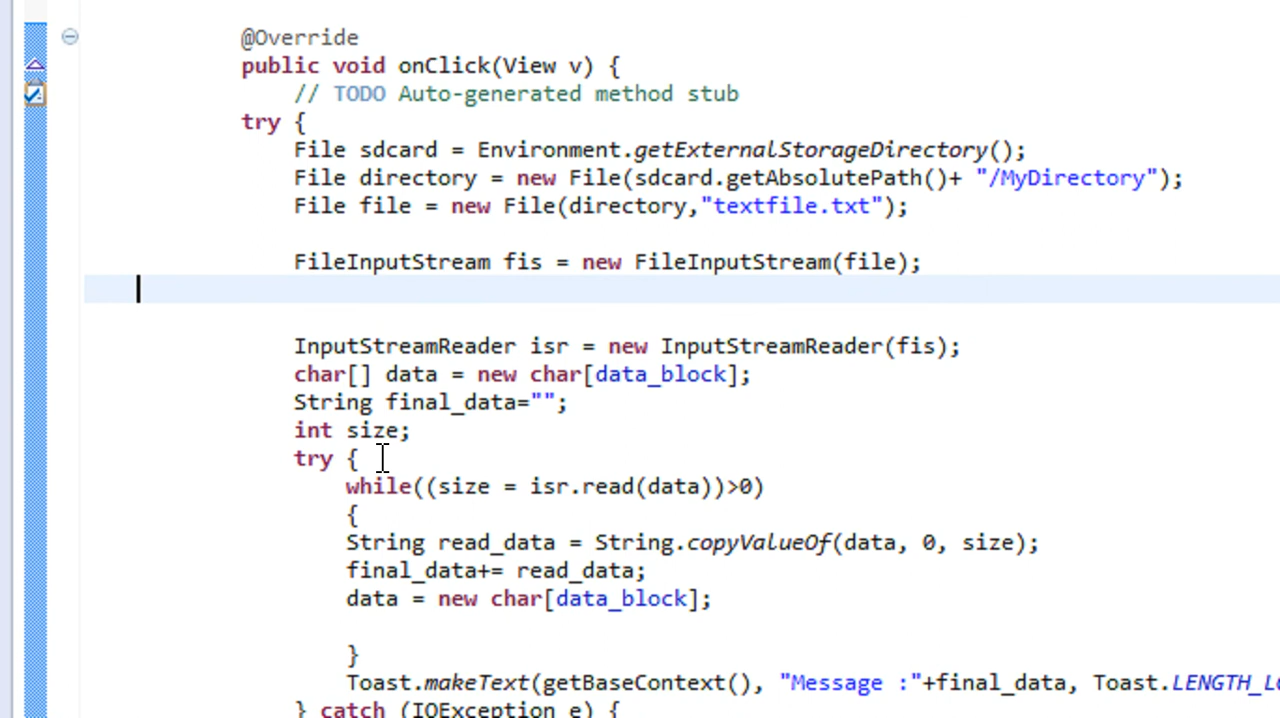 @Override
public void onClick(View v) {
// TODO Auto-generated method stub
try {
File sdcard = Environment.getExternalStorageDirectory();
File directory = new File(sdcard.getAbsolutePath()+ "/MyDirectory");
File file = new File(directory,"textfile.txt");
FileInputStream fis = new FileInputStream(file);
InputStreamReader isr = new InputStreamReader(fis);
char[] data = new char[data_block];
String final_data="";
int size;
try {
while((size = isr.read(data))>0)
{
String read_data = String.copyValueOf(data, 0, size);
final_data+= read_data;
data = new char[data_block];
}
Toast.makeText(getBaseContext(), "Message :"+final_data, Toast.LENGTH_LO
} catch (IOException e) {